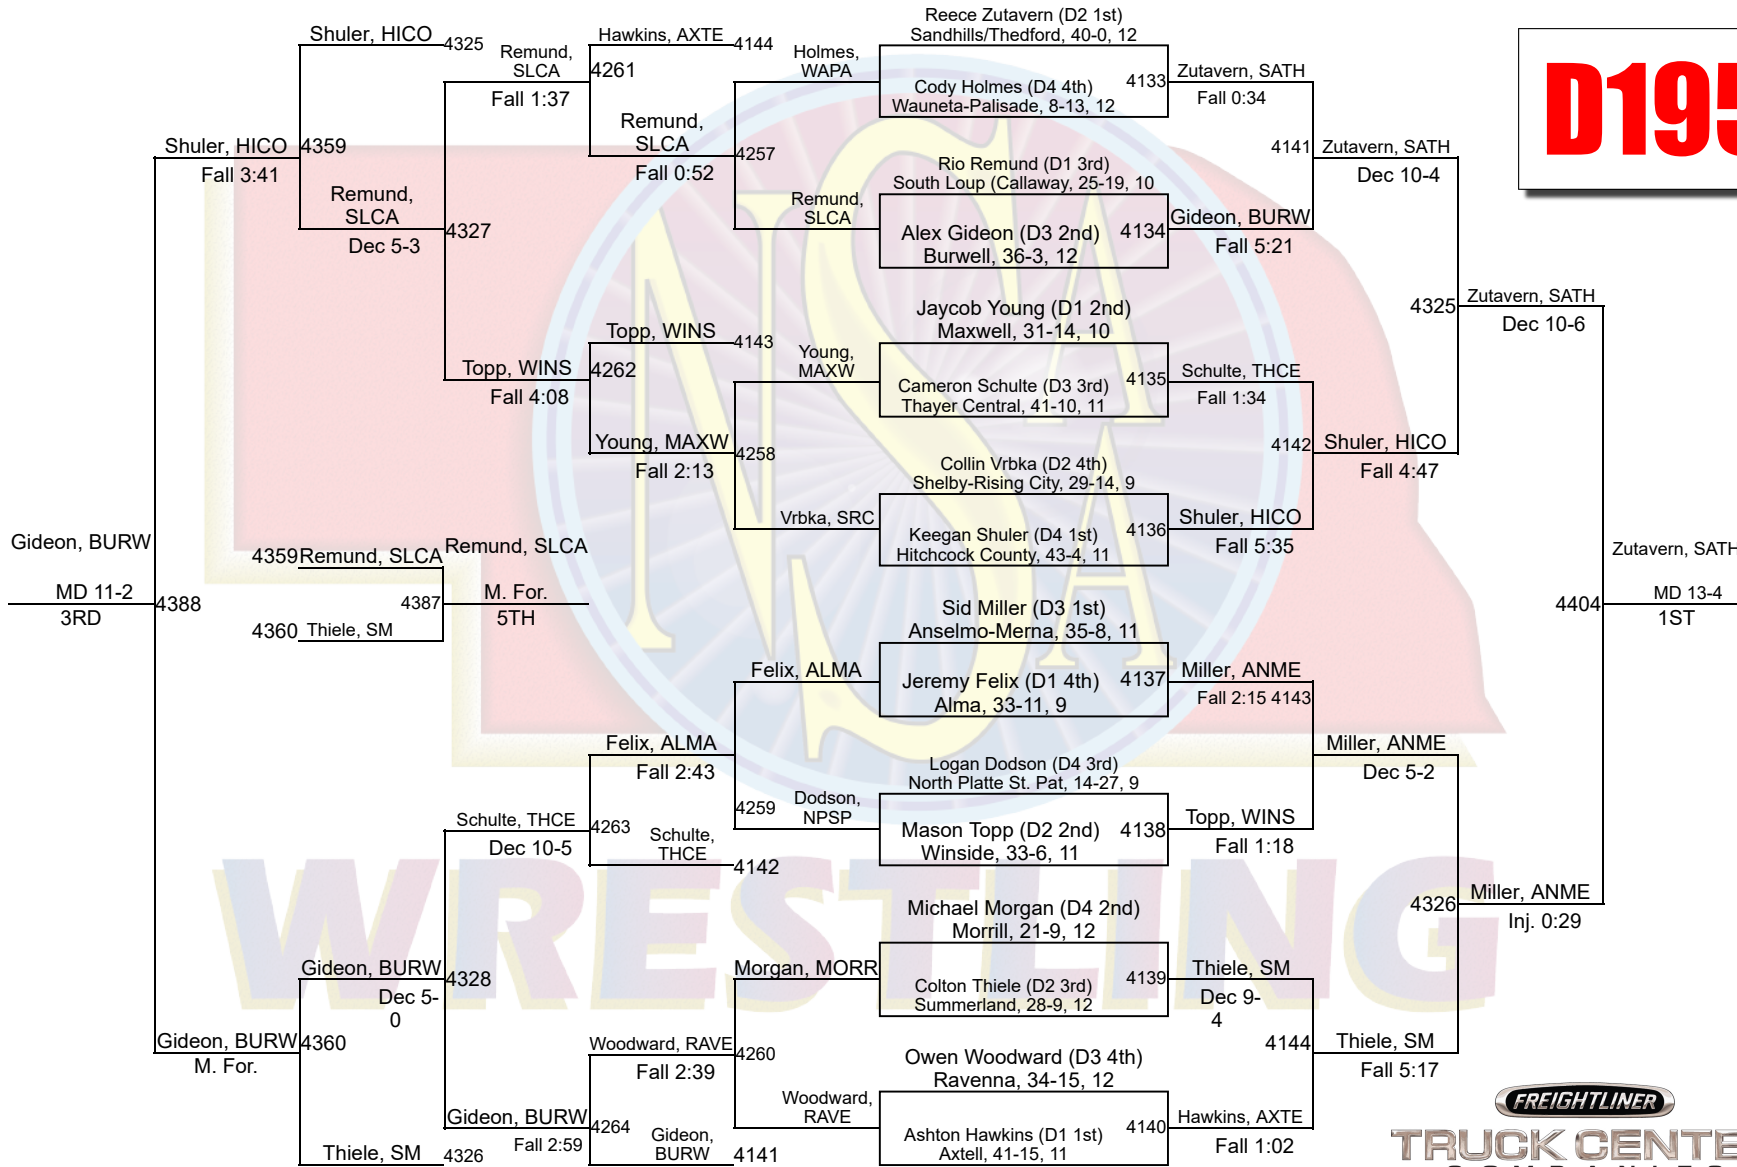 Reece Zutavern (D2 1st)
Sandhills/Thedford, 40-0, 12
Cody Holmes (D4 4th)
Wauneta-Palisade, 8-13, 12
4133
Rio Remund (D1 3rd)
South Loup (Callaway, 25-19, 10
Alex Gideon (D3 2nd)
Burwell, 36-3, 12
4134
Jaycob Young (D1 2nd)
Maxwell, 31-14, 10
Cameron Schulte (D3 3rd)
Thayer Central, 41-10, 11
4135
Collin Vrbka (D2 4th)
Shelby-Rising City, 29-14, 9
Keegan Shuler (D4 1st)
Hitchcock County, 43-4, 11
4136
Sid Miller (D3 1st)
Anselmo-Merna, 35-8, 11
Jeremy Felix (D1 4th)
Alma, 33-11, 9
4137
Logan Dodson (D4 3rd)
North Platte St. Pat, 14-27, 9
Mason Topp (D2 2nd)
Winside, 33-6, 11
4138
Michael Morgan (D4 2nd)
Morrill, 21-9, 12
Colton Thiele (D2 3rd)
Summerland, 28-9, 12
4139
Owen Woodward (D3 4th)
Ravenna, 34-15, 12
Ashton Hawkins (D1 1st)
Axtell, 41-15, 11
4140
Zutavern, SATH
Fall 0:34
4141
Gideon, BURW
Fall 5:21
Schulte, THCE
Fall 1:34
4142
Shuler, HICO
Fall 5:35
Miller, ANME
Fall 2:15 4143
Topp, WINS
Fall 1:18
Thiele, SM
Dec 9-
4
4144
Hawkins, AXTE
Fall 1:02
Zutavern, SATH
Dec 10-4
4325
Shuler, HICO
Fall 4:47
Miller, ANME
Dec 5-2
4326
Thiele, SM
Fall 5:17
Zutavern, SATH
Dec 10-6
4404
Miller, ANME
Inj. 0:29
Zutavern, SATH
MD 13-4
1ST
D195
Holmes,
WAPA
4257
Remund,
SLCA
Young,
MAXW
4258
Vrbka, SRC
Felix, ALMA
4259
Dodson,
NPSP
Morgan, MORR
4260
Woodward,
RAVE
Hawkins, AXTE
4144
4261
Remund,
SLCA
Fall 0:52
Topp, WINS
4143
4262
Young, MAXW
Fall 2:13
Felix, ALMA
Fall 2:43
4263
Schulte,
THCE
4142
Woodward, RAVE
Fall 2:39
4264
Gideon,
BURW
4141
Remund,
SLCA
Fall 1:37
4327
Topp, WINS
Fall 4:08
Schulte, THCE
Dec 10-5
4328
Gideon, BURW
Fall 2:59
Shuler, HICO
4325
4359
Remund,
SLCA
Dec 5-3
Gideon, BURW
Dec 5-
0
4360
Thiele, SM
4326
Shuler, HICO
Fall 3:41
4388
Gideon, BURW
M. For.
Gideon, BURW
MD 11-2
3RD
4359
Remund, SLCA
4387
4360
Thiele, SM
Remund, SLCA
M. For.
5TH
NSAA
WRESTLING
FREIGHTLINER
TRUCK CENTE